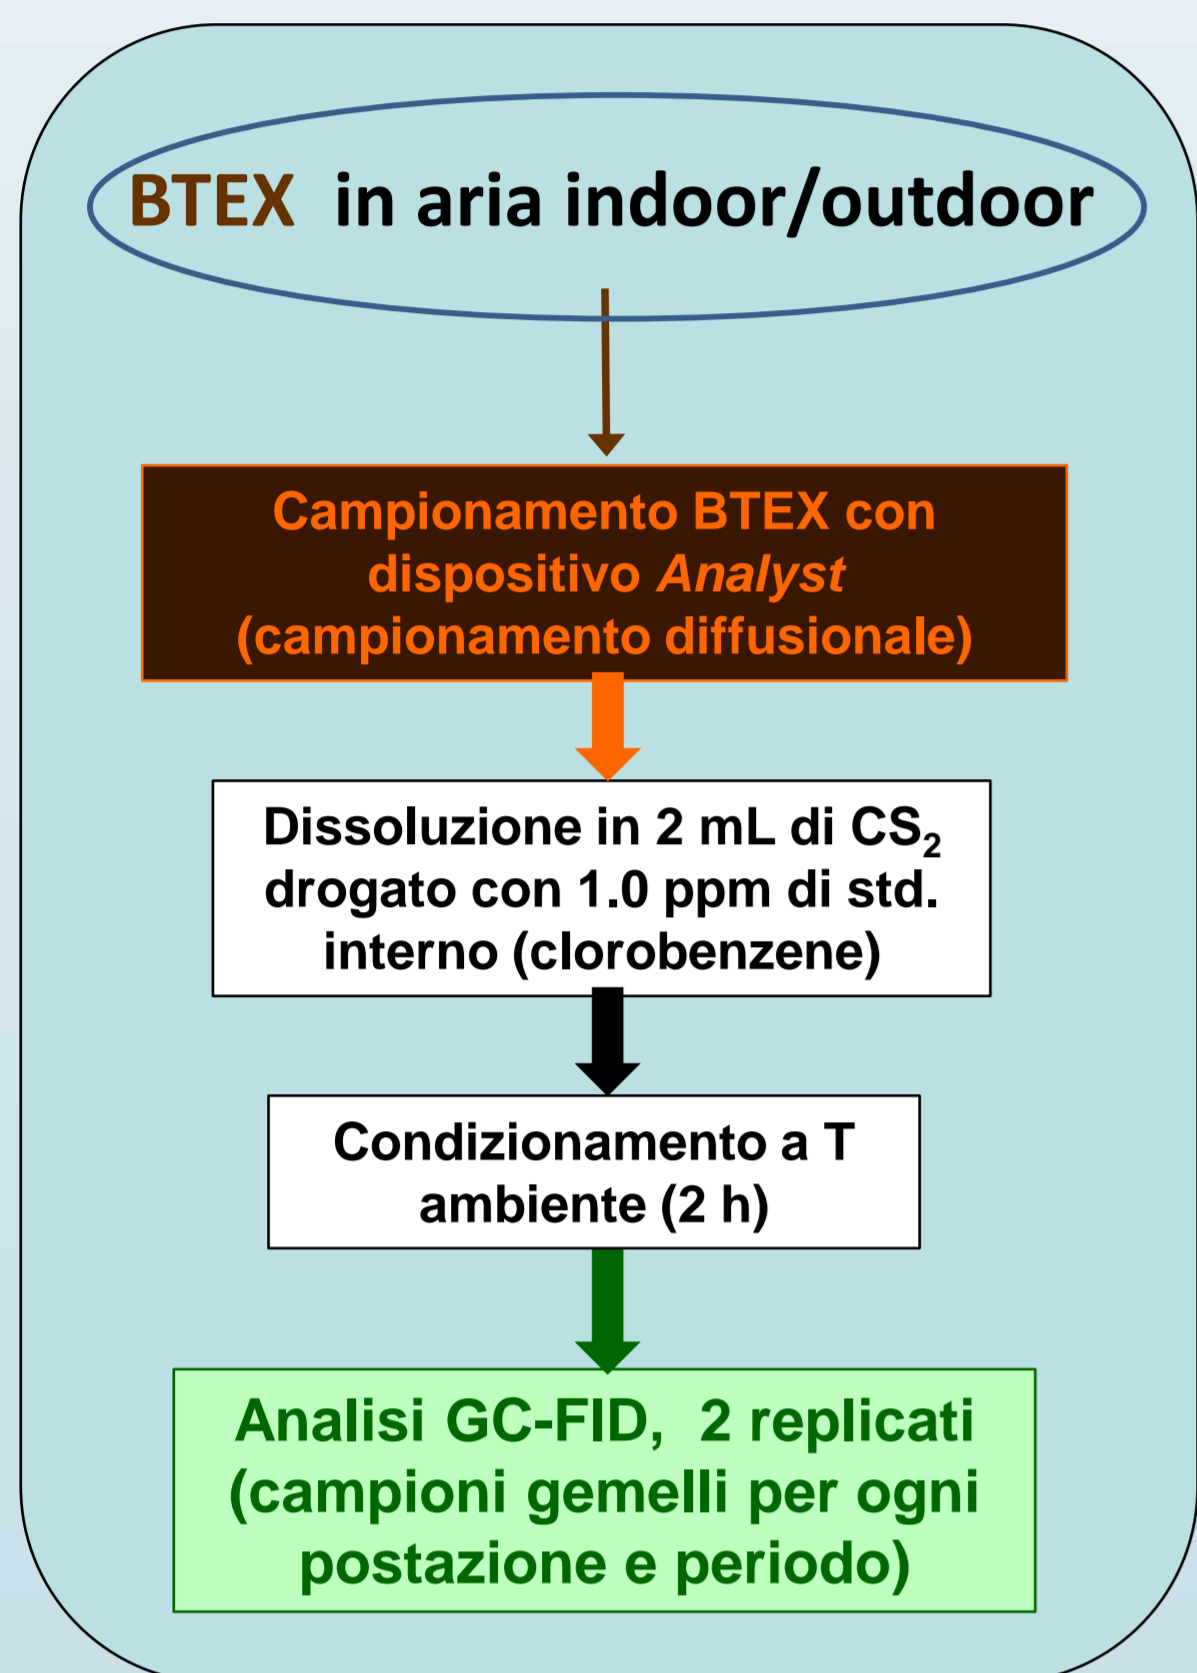 BTEX in aria indoor/outdoor
Campionamento BTEX con
dispositivo Analyst
(campionamento diffusionale)
Dissoluzione in 2 mL di CS₂
drogato con 1.0 ppm di std.
interno (clorobenzene)
Condizionamento a T
ambiente (2 h)
Analisi GC-FID, 2 replicati
(campioni gemelli per ogni
postazione e periodo)